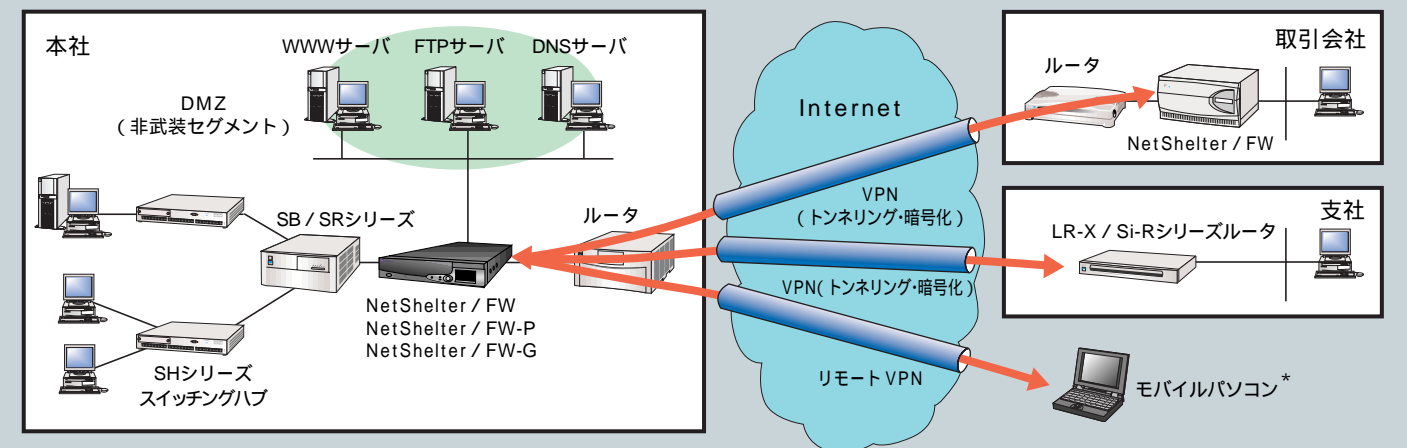 本社
WWWサーバ
FTPサーバ
DNSサーバ
DMZ
(非武装セグメント)
SB / SRシリーズ
ルータ
NetShelter / FW
NetShelter / FW-P
NetShelter / FW-G
SHシリーズ
スイッチングハブ
Internet
VPN
(トンネリング・暗号化)
VPN(トンネリング・暗号化)
リモートVPN
取引会社
ルータ
NetShelter / FW
支社
LR-X / Si-Rシリーズルータ
モバイルパソコン*